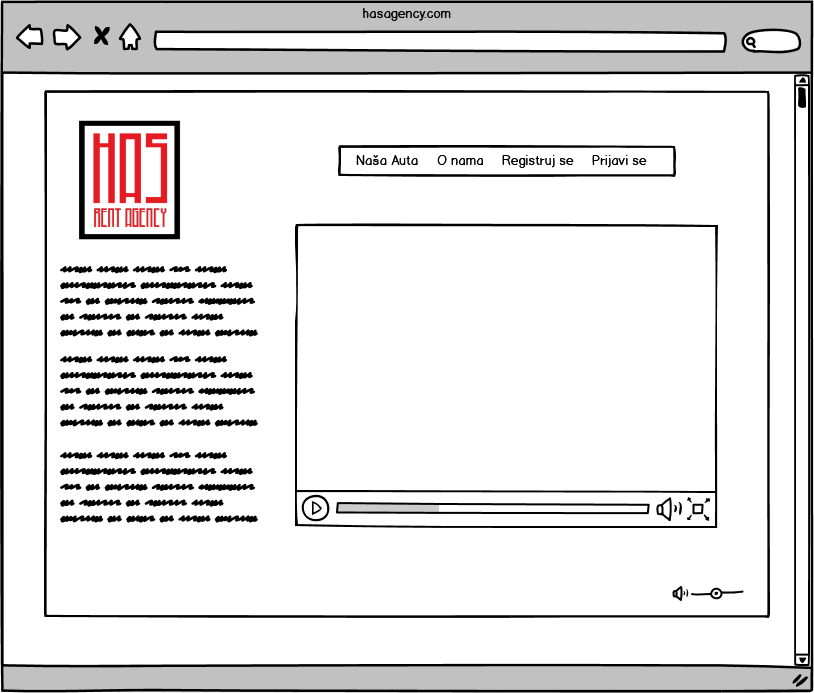 hasagency.com
HAS
RENT AGENCY
Naša Auta O nama Registruj se Prijavi se